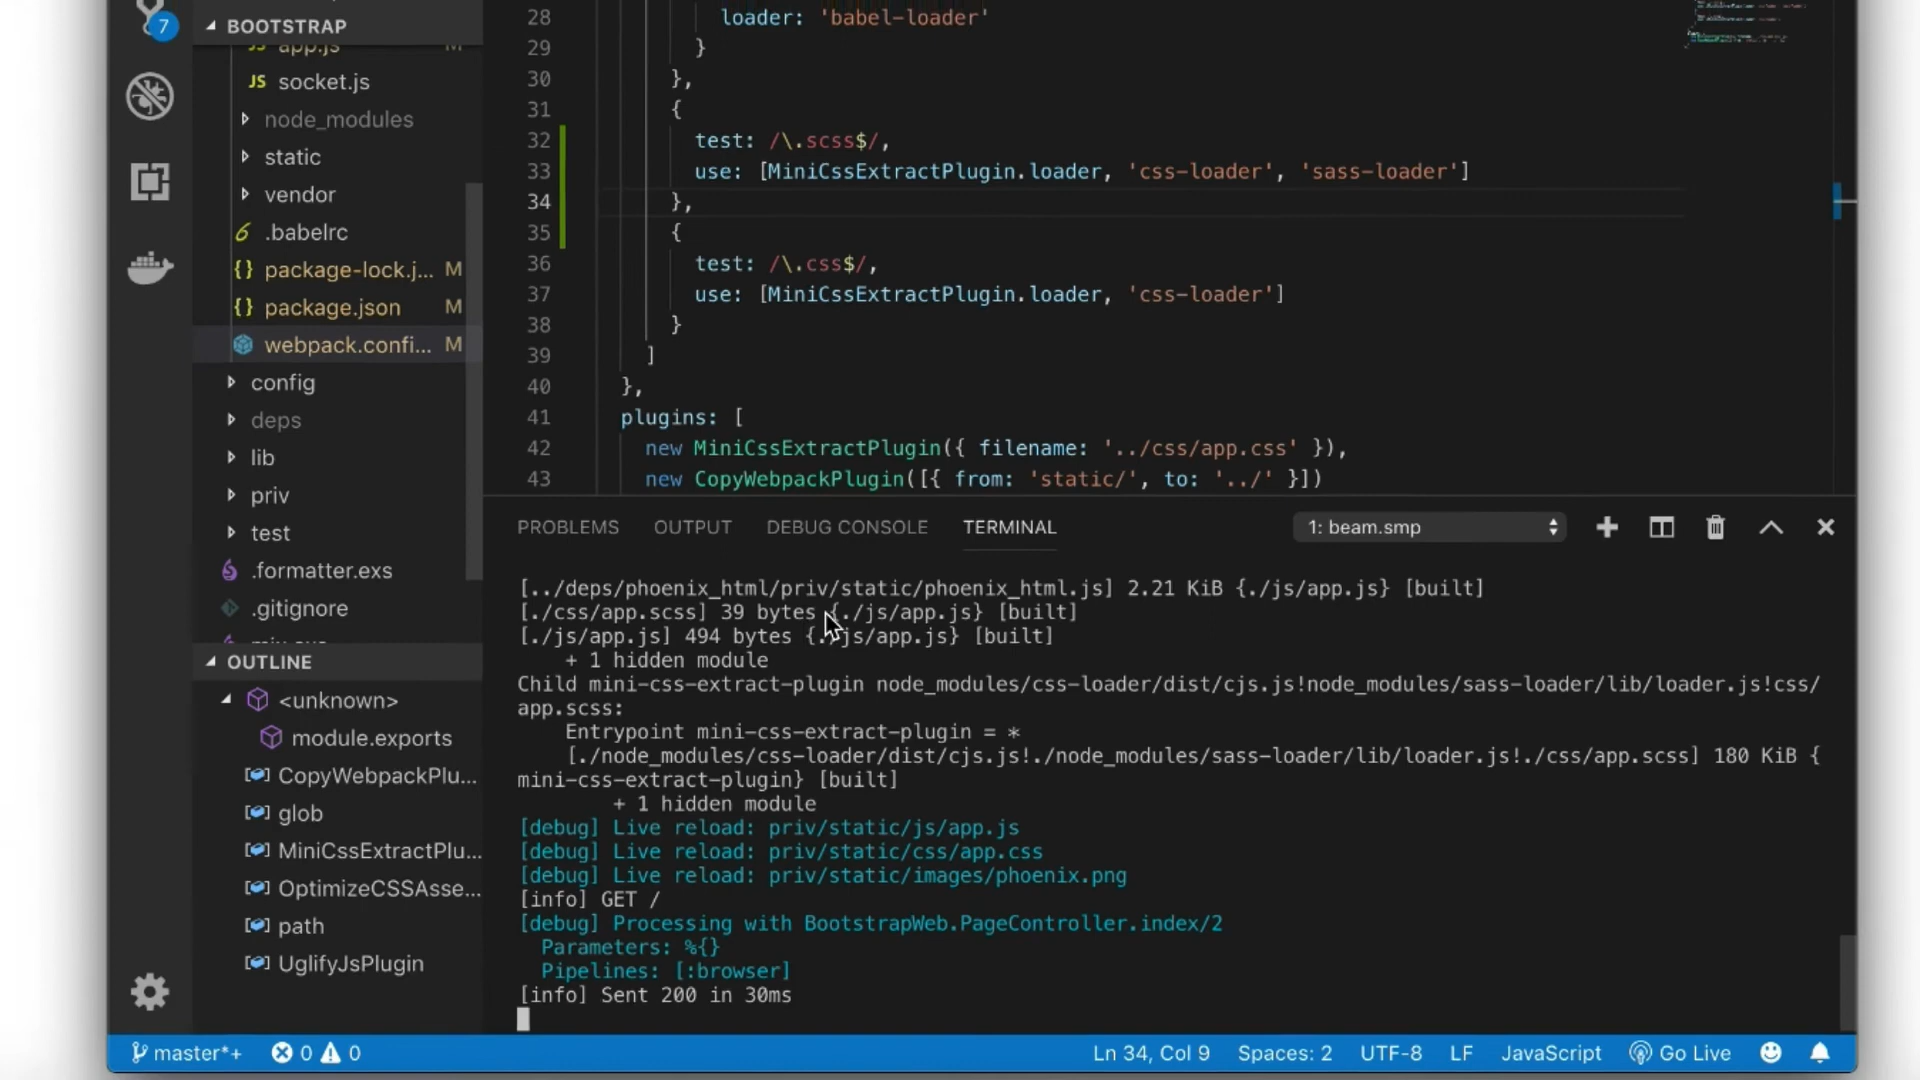 7
BOOTSTRAP
JS app.js M
JS socket.js
node_modules
static
vendor
.babelrc
{} package-lock.j... M
{} package.json M
webpack.confi... M
config
deps
lib
priv
test
.formatter.exs
.gitignore
mix.exs
OUTLINE
<unknown>
module.exports
CopyWebpackPlu...
glob
MiniCssExtractPlu...
OptimizeCSSAsse...
path
UglifyJsPlugin
28 loader: 'babel-loader'
29 }
30 },
31 {
32 test: /\.scss$/,
33 use: [MiniCssExtractPlugin.loader, 'css-loader', 'sass-loader']
34 },
35 {
36 test: /\.css$/,
37 use: [MiniCssExtractPlugin.loader, 'css-loader']
38 }
39 ]
40 },
41 plugins: [
42 new MiniCssExtractPlugin({ filename: '../css/app.css' }),
43 new CopyWebpackPlugin([{ from: 'static/', to: '../' }])
PROBLEMS OUTPUT DEBUG CONSOLE TERMINAL 1: beam.smp
[../deps/phoenix_html/priv/static/phoenix_html.js] 2.21 KiB {./js/app.js} [built]
[./css/app.scss] 39 bytes {./js/app.js} [built]
[./js/app.js] 494 bytes {./js/app.js} [built]
+ 1 hidden module
Child mini-css-extract-plugin node_modules/css-loader/dist/cjs.js!node_modules/sass-loader/lib/loader.js!css/
app.scss:
Entrypoint mini-css-extract-plugin = *
[./node_modules/css-loader/dist/cjs.js!./node_modules/sass-loader/lib/loader.js!./css/app.scss] 180 KiB {
mini-css-extract-plugin} [built]
+ 1 hidden module
[debug] Live reload: priv/static/js/app.js
[debug] Live reload: priv/static/css/app.css
[debug] Live reload: priv/static/images/phoenix.png
[info] GET /
[debug] Processing with BootstrapWeb.PageController.index/2
Parameters: %{}
Pipelines: [:browser]
[info] Sent 200 in 30ms
master*+ 0 0 Ln 34, Col 9 Spaces: 2 UTF-8 LF JavaScript Go Live